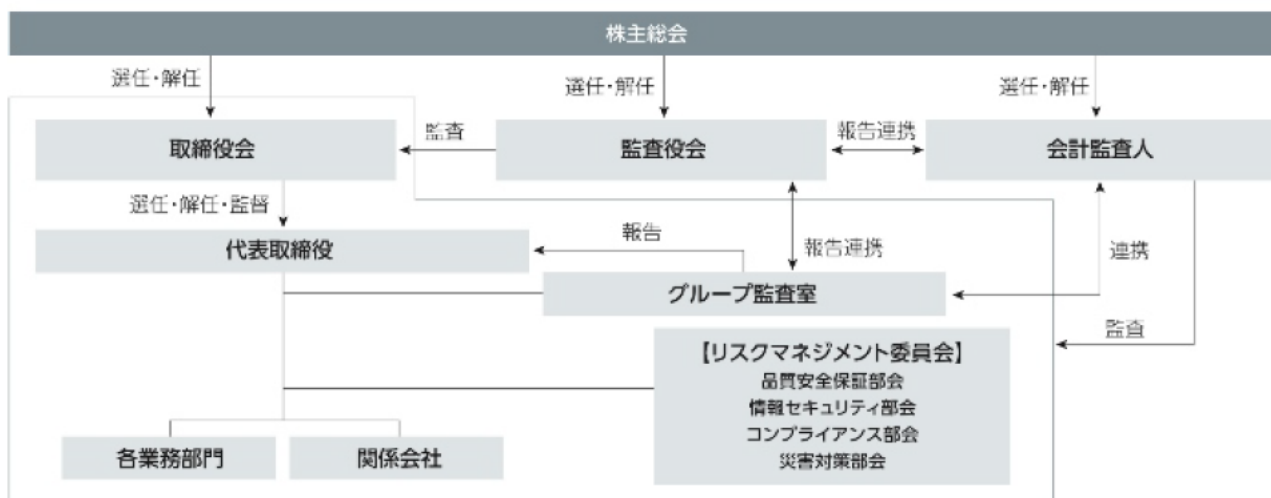 株主総会
選任・解任
選任・解任
選任・解任
取締役会
監査
監査役会
報告連携
会計監査人
選任・解任・監督
代表取締役
報告
報告連携
連携
グループ監査室
監査
【リスクマネジメント委員会】
品質安全保証部会
情報セキュリティ部会
コンプライアンス部会
災害対策部会
各業務部門
関係会社